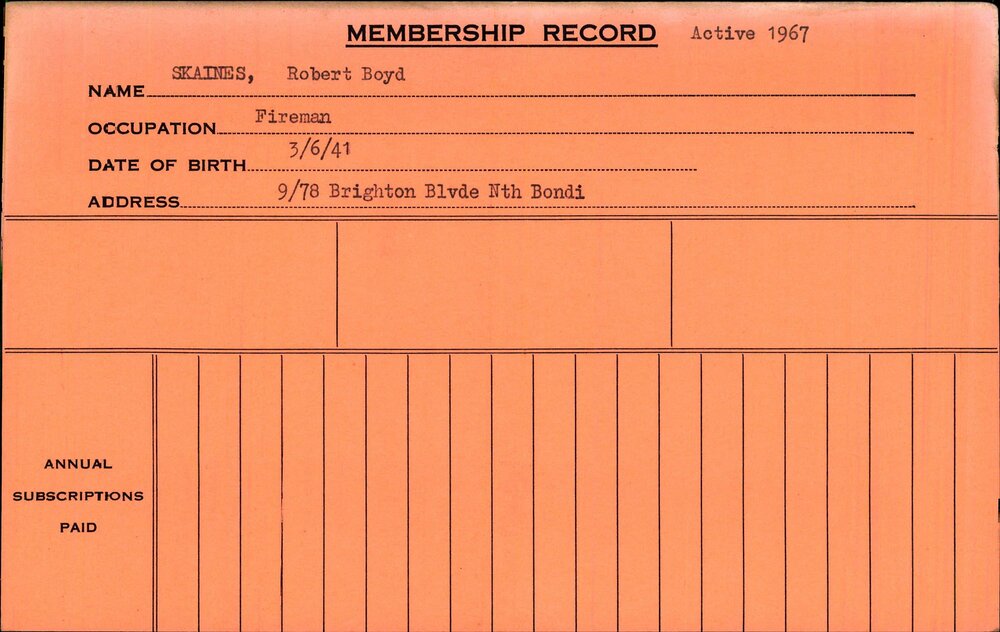 MEMBERSHIP RECORD Active 1967
NAME SKAINES, Robert Boyd
OCCUPATION Fireman
DATE OF BIRTH 3/6/41
ADDRESS 9/78 Brighton Blvde Nth Bondi
ANNUAL
SUBSCRIPTIONS
PAID